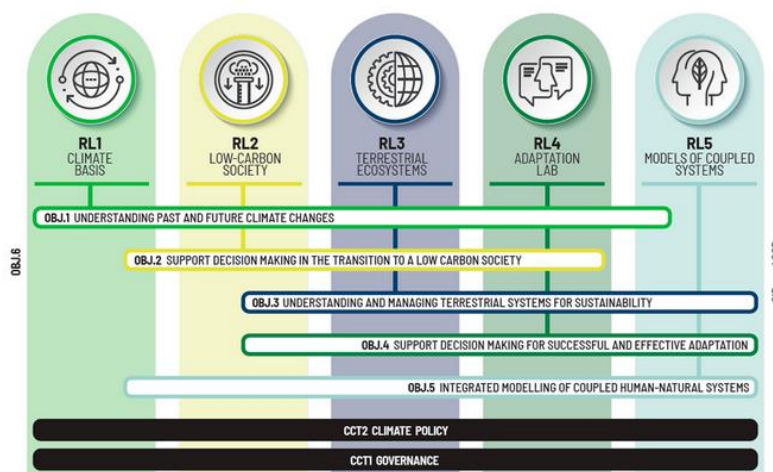 RL1
CLIMATE
BASIS
RL2
LOW-CARBON
SOCIETY
RL3
TERRESTRIAL
ECOSYSTEMS
RL4
ADAPTATION
LAB
RL5
MODELS OF COUPLED
SYSTEMS
OBJ.1 UNDERSTANDING PAST AND FUTURE CLIMATE CHANGES
OBJ.6
OBJ.2 SUPPORT DECISION MAKING IN THE TRANSITION TO A LOW CARBON SOCIETY
OBJ.3 UNDERSTANDING AND MANAGING TERRESTRIAL SYSTEMS FOR SUSTAINABILITY
OBJ.4 SUPPORT DECISION MAKING FOR SUCCESSFUL AND EFFECTIVE ADAPTATION
OBJ.5 INTEGRATED MODELLING OF COUPLED HUMAN-NATURAL SYSTEMS
CCT2 CLIMATE POLICY
CCT1 GOVERNANCE